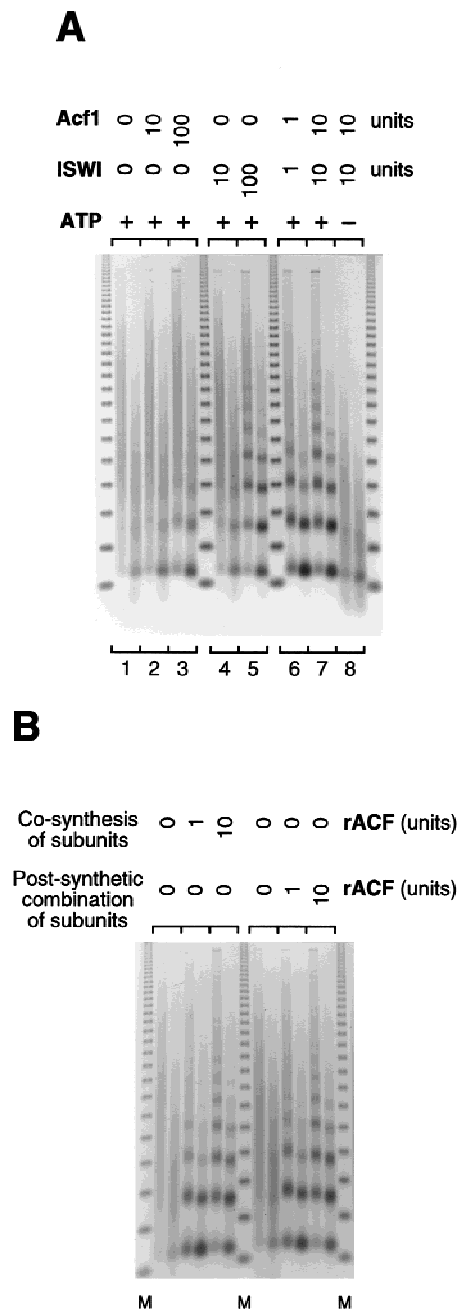 A
Acf1 0 10 100 0 0 1 10 10 units
ISWI 0 0 0 10 100 1 10 10 units
ATP + + + + + + + −
1 2 3 4 5 6 7 8
B
Co-synthesis of subunits 0 1 10 0 0 0 rACF (units)
Post-synthetic combination of subunits 0 0 0 0 1 10 rACF (units)
M M M